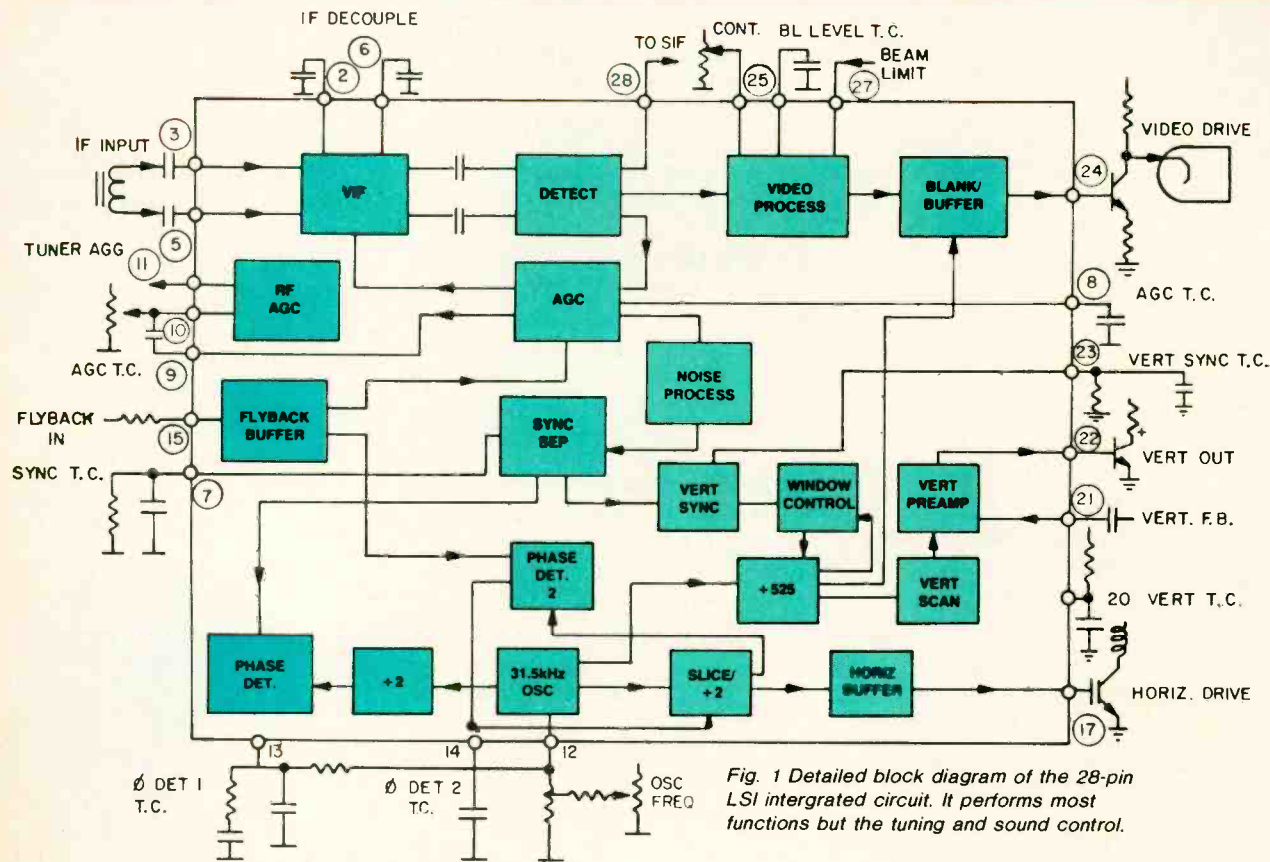 IF DECOUPLE
6
2
TO SIF
28
CONT.
BL LEVEL T.C.
25
BEAM
LIMIT
27
IF INPUT
3
5
VIF
DETECT
VIDEO
PROCESS
BLANK/
BUFFER
24
VIDEO DRIVE
TUNER AGG
11
RF
AGC
10
AGC
8
AGC T.C.
AGC T.C.
9
NOISE
PROCESS
23
VERT SYNC T.C.
FLYBACK
IN
15
FLYBACK
BUFFER
SYNC
SEP
22
VERT OUT
SYNC T.C.
7
VERT
SYNC
WINDOW
CONTROL
VERT
PREAMP
21
VERT. F.B.
PHASE
DET.
2
÷525
VERT
SCAN
20 VERT T.C.
PHASE
DET.
÷2
31.5kHz
OSC
SLICE/
÷2
HORIZ
BUFFER
HORIZ. DRIVE
17
13
14
12
Ø DET 1
T.C.
Ø DET 2
T.C.
OSC
FREQ
Fig. 1 Detailed block diagram of the 28-pin
LSI intergrated circuit. It performs most
functions but the tuning and sound control.